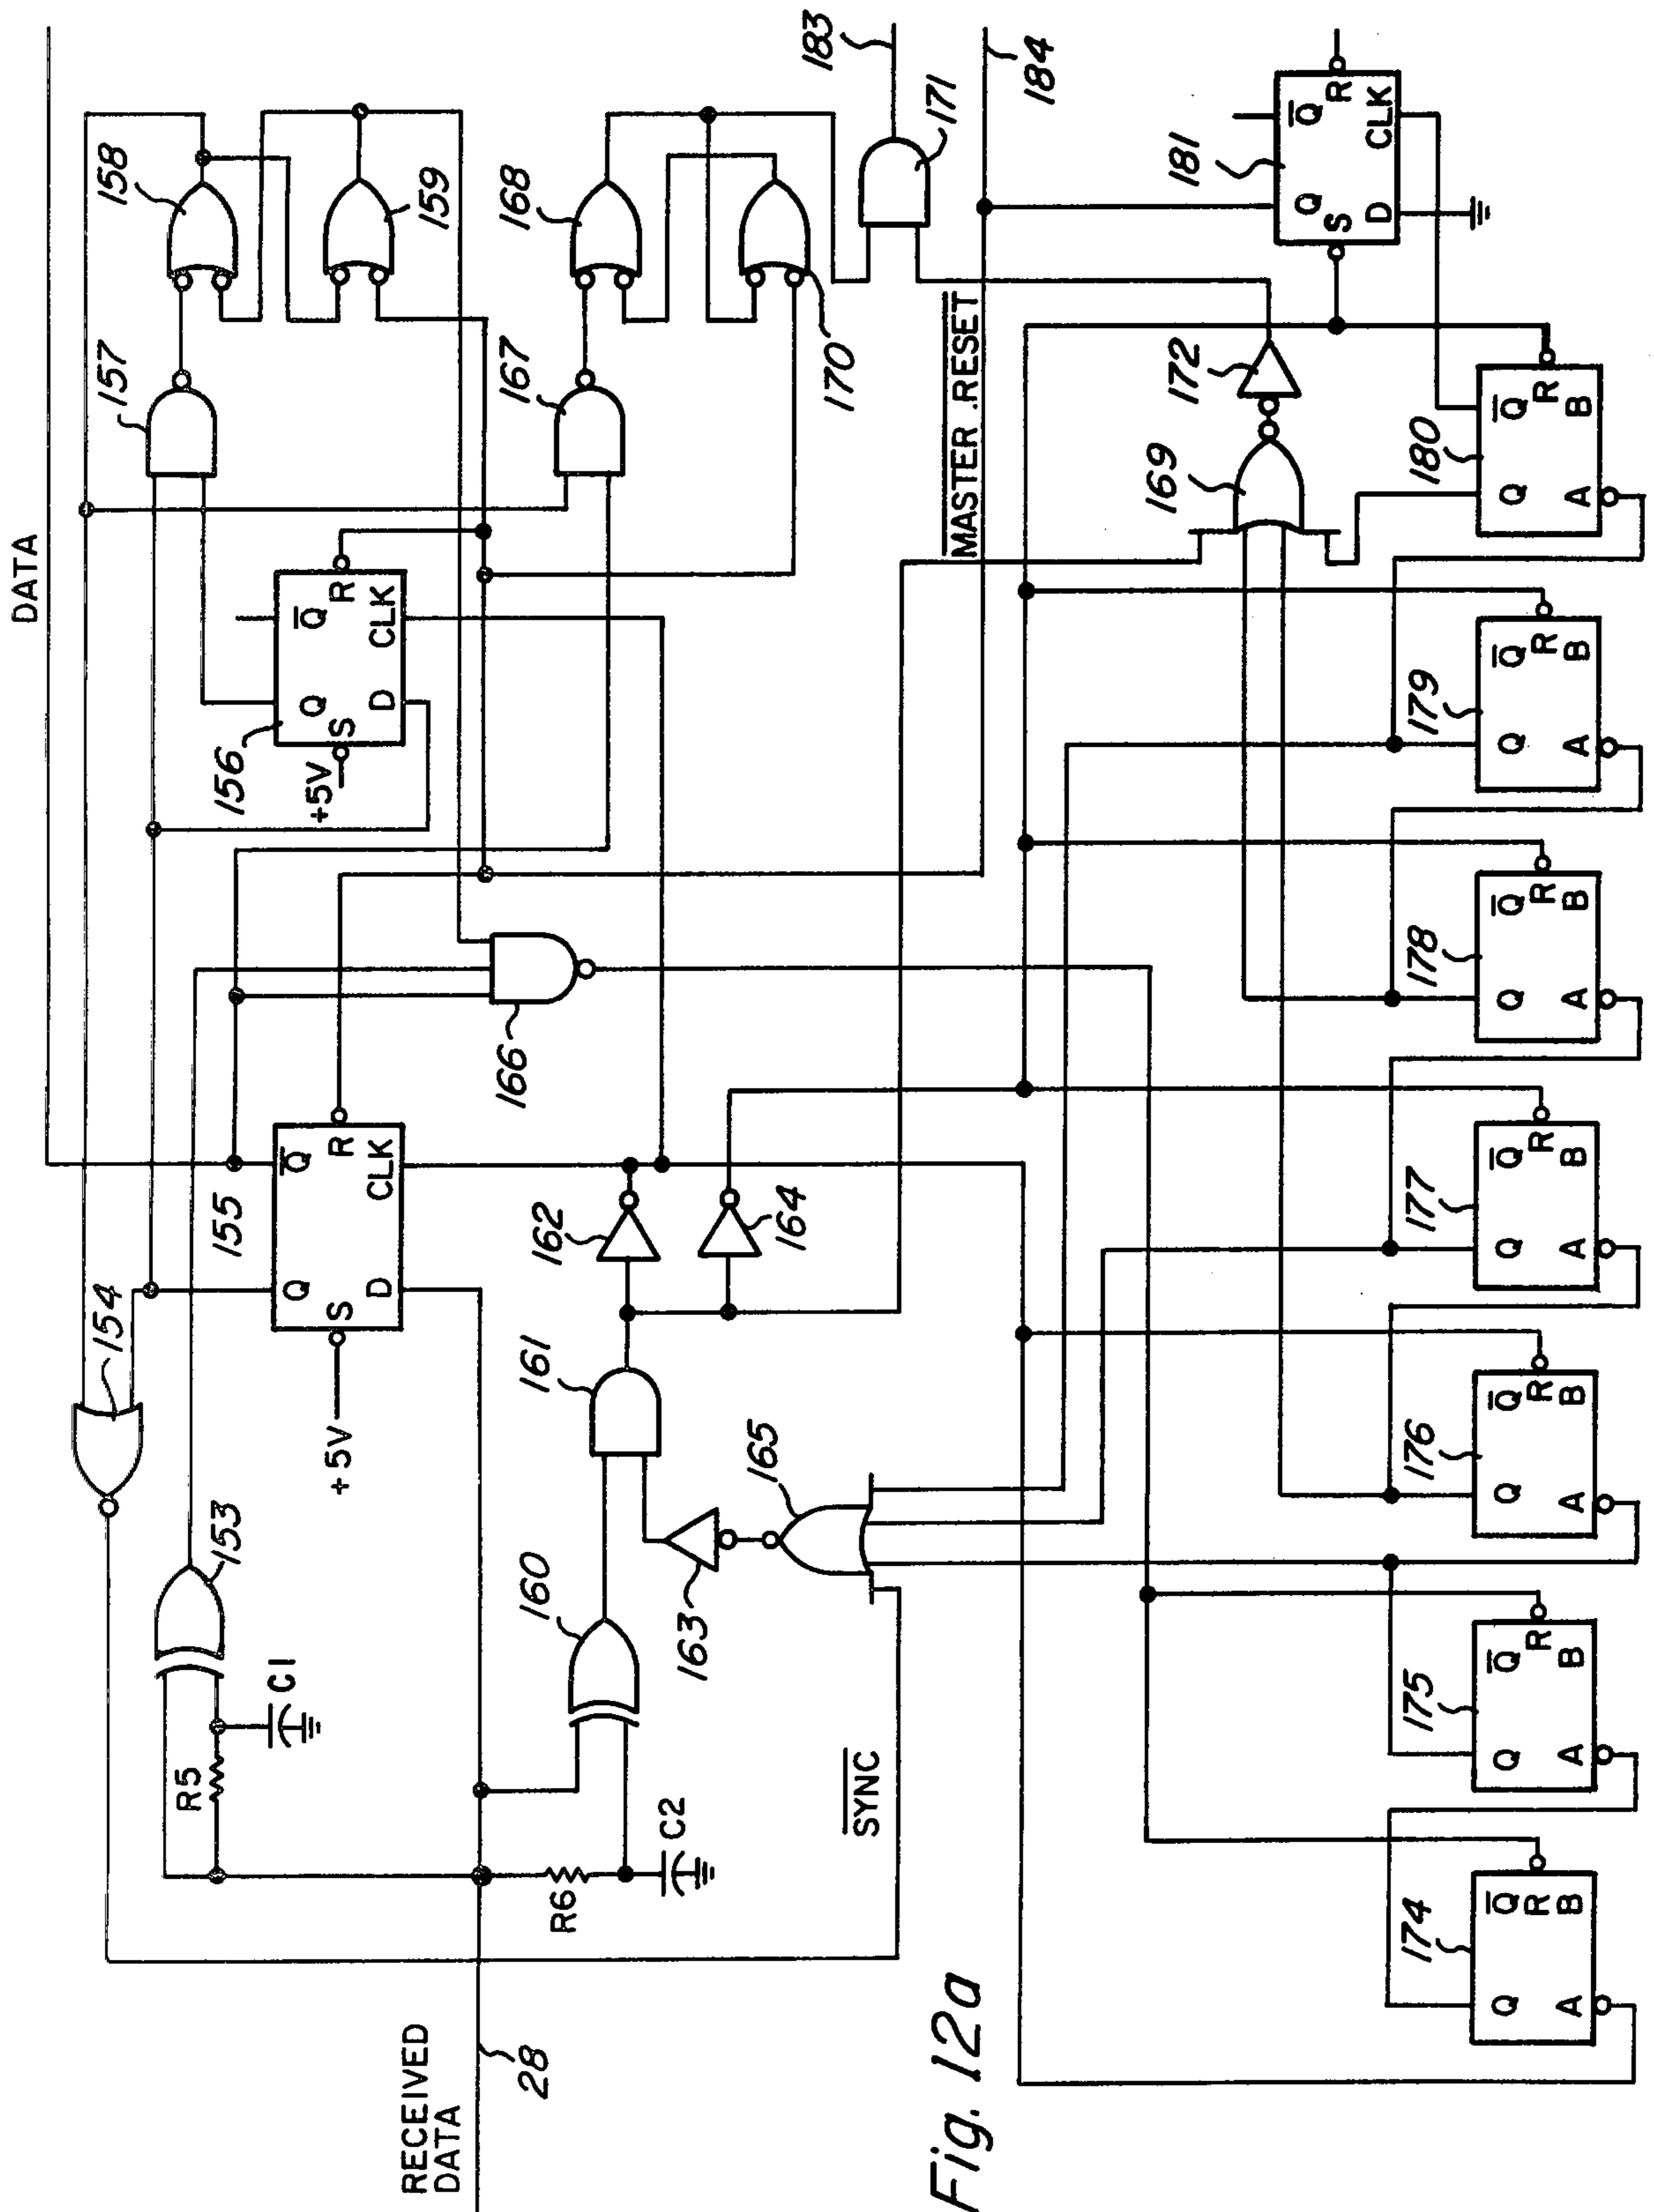 DATA
158
157
159
168
167
170
183
171
184
MASTER .RESET
156
+5V
Q
Q̅
S
R
D
CLK
181
Q
Q̅
S
R
D
CLK
172
169
154
155
Q
Q̅
S
R
D
CLK
+5V
166
153
R5
C1
161
162
164
160
163
165
R6
C2
SYNC
RECEIVED
DATA
28
180
Q
Q̅
R
A
B
179
Q
Q̅
R
A
B
178
Q
Q̅
R
A
B
177
Q
Q̅
R
A
B
176
Q
Q̅
R
A
B
175
Q
Q̅
R
A
B
174
Q
Q̅
R
A
B
Fig. 12a